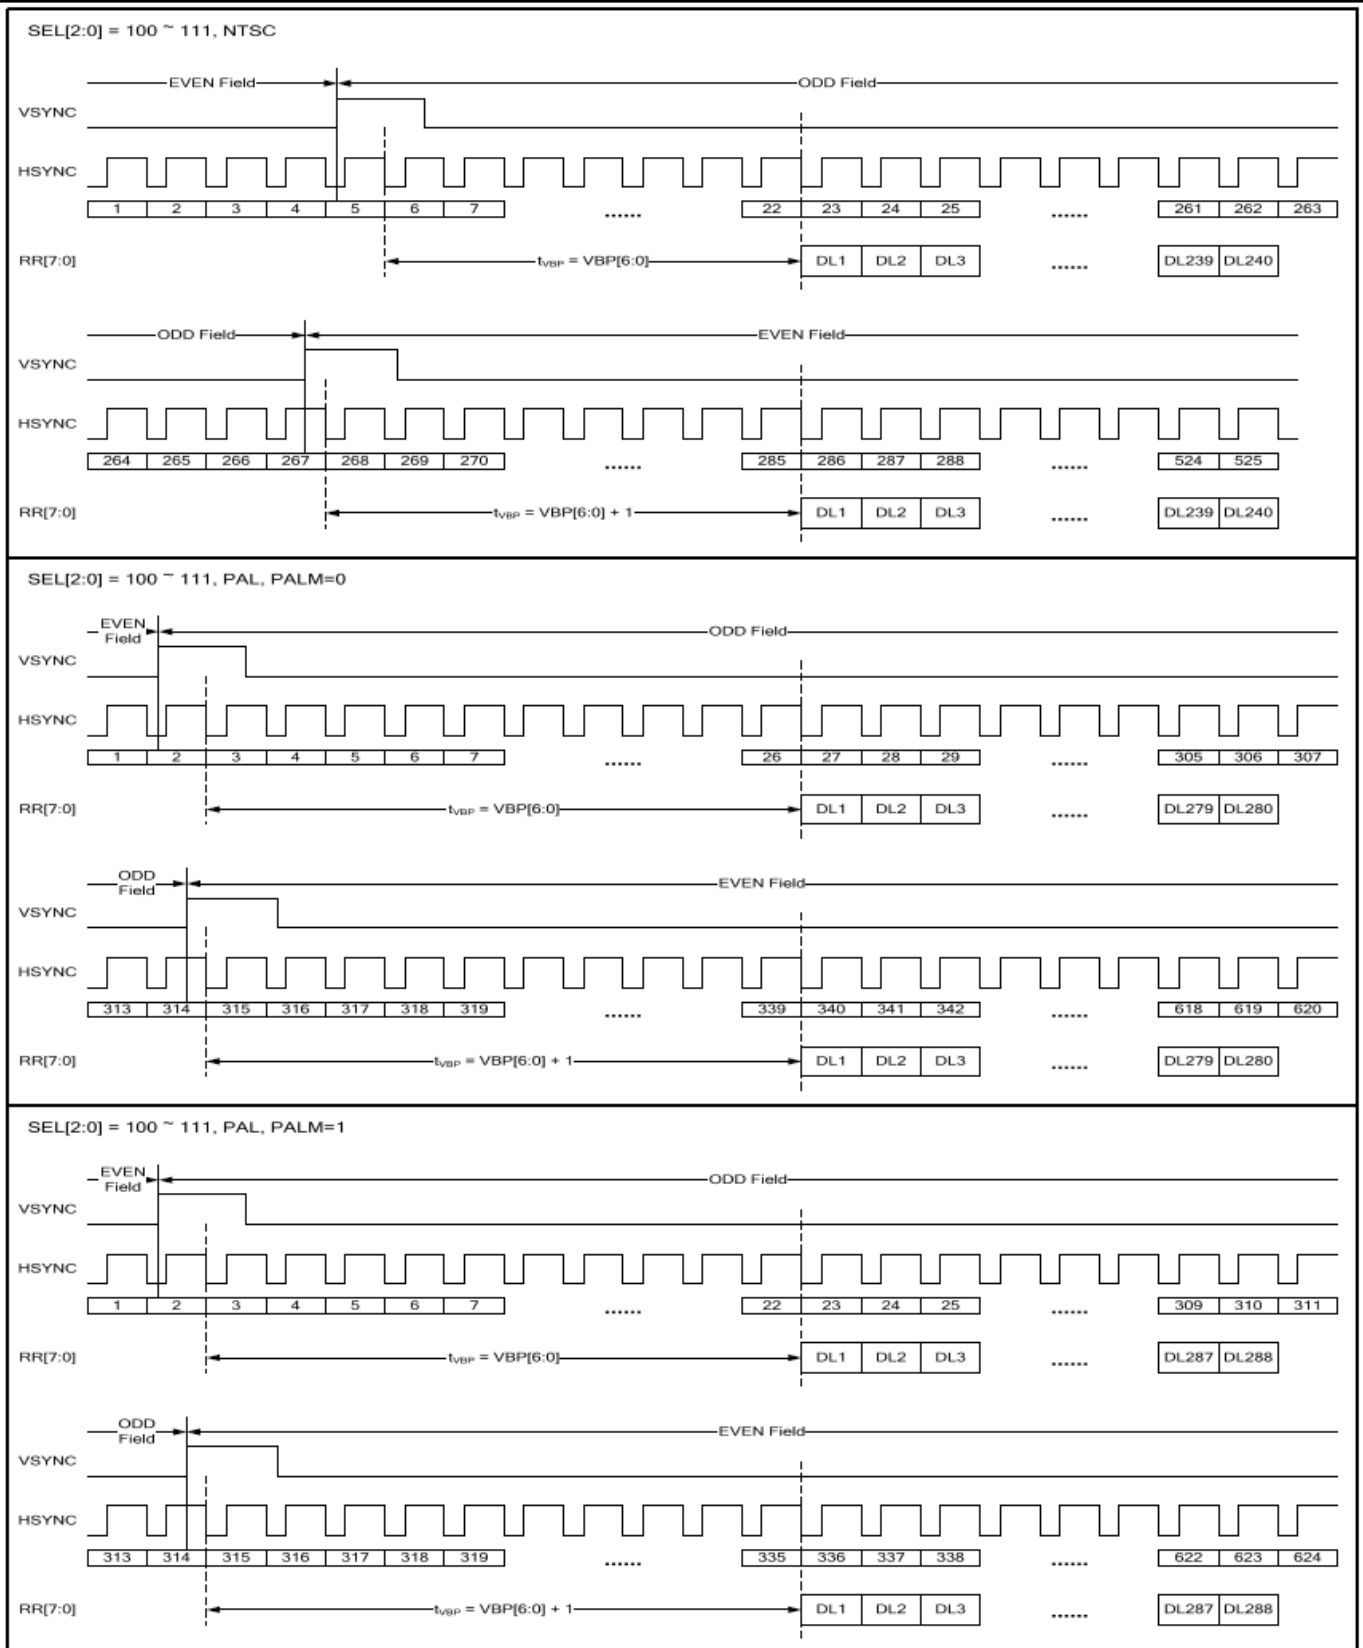 SEL[2:0] = 100 ~ 111, NTSC
EVEN Field ODD Field
VSYNC
HSYNC
1 2 3 4 5 6 7 ...... 22 23 24 25 ...... 261 262 263
RR[7:0] tVBP = VBP[6:0] DL1 DL2 DL3 ...... DL239 DL240
ODD Field EVEN Field
VSYNC
HSYNC
264 265 266 267 268 269 270 ...... 285 286 287 288 ...... 524 525
RR[7:0] tVBP = VBP[6:0] + 1 DL1 DL2 DL3 ...... DL239 DL240
SEL[2:0] = 100 ~ 111, PAL, PALM=0
EVEN
Field ODD Field
VSYNC
HSYNC
1 2 3 4 5 6 7 ...... 26 27 28 29 ...... 305 306 307
RR[7:0] tVBP = VBP[6:0] DL1 DL2 DL3 ...... DL279 DL280
ODD
Field EVEN Field
VSYNC
HSYNC
313 314 315 316 317 318 319 ...... 339 340 341 342 ...... 618 619 620
RR[7:0] tVBP = VBP[6:0] + 1 DL1 DL2 DL3 ...... DL279 DL280
SEL[2:0] = 100 ~ 111, PAL, PALM=1
EVEN
Field ODD Field
VSYNC
HSYNC
1 2 3 4 5 6 7 ...... 22 23 24 25 ...... 309 310 311
RR[7:0] tVBP = VBP[6:0] DL1 DL2 DL3 ...... DL287 DL288
ODD
Field EVEN Field
VSYNC
HSYNC
313 314 315 316 317 318 319 ...... 335 336 337 338 ...... 622 623 624
RR[7:0] tVBP = VBP[6:0] + 1 DL1 DL2 DL3 ...... DL287 DL288